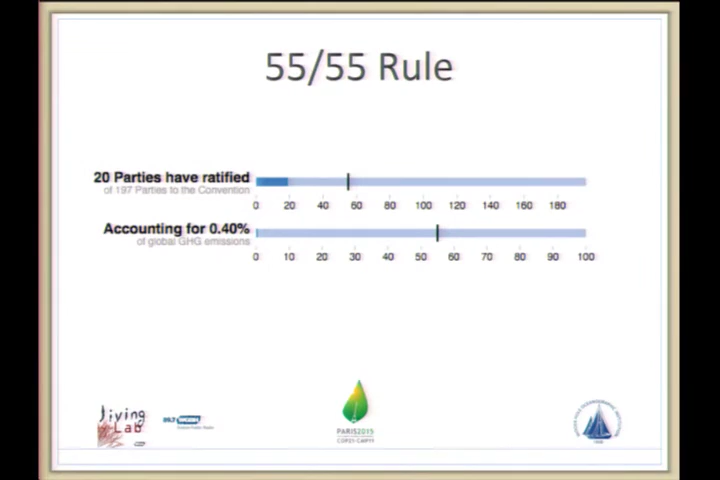 55/55 Rule
20 Parties have ratified
of 197 Parties to the Convention
0 20 40 60 80 100 120 140 160 180
Accounting for 0.40%
of global GHG emissions
0 10 20 30 40 50 60 70 80 90 100
living
Lab
PARIS2015
COP21·CMP11